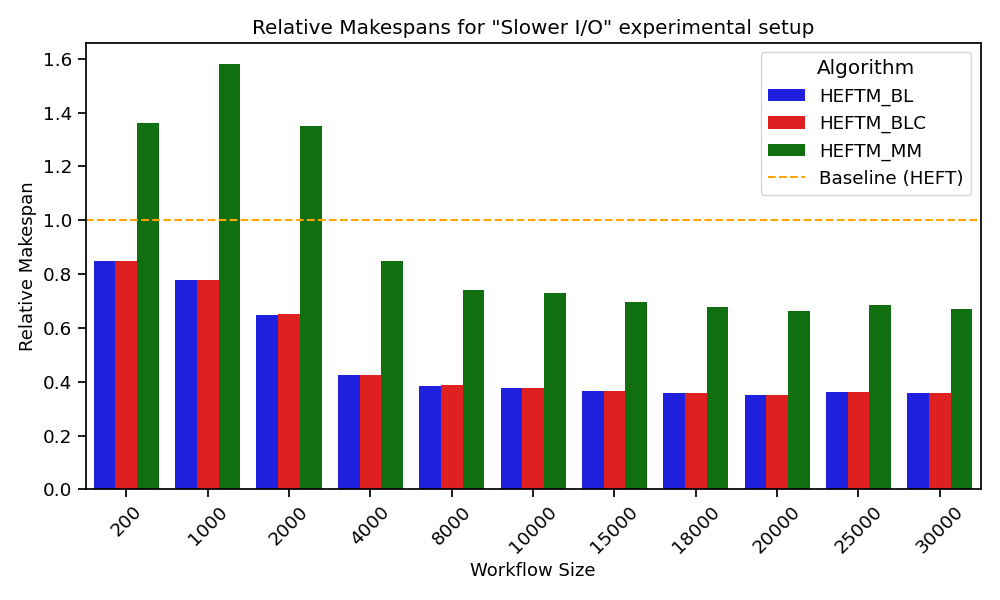 Relative Makespans for "Slower I/O" experimental setup
Relative Makespan
1.6
1.4
1.2
1.0
0.8
0.6
0.4
0.2
0.0
Algorithm
HEFTM_BL
HEFTM_BLC
HEFTM_MM
Baseline (HEFT)
200
1000
2000
4000
8000
10000
15000
18000
20000
25000
30000
Workflow Size